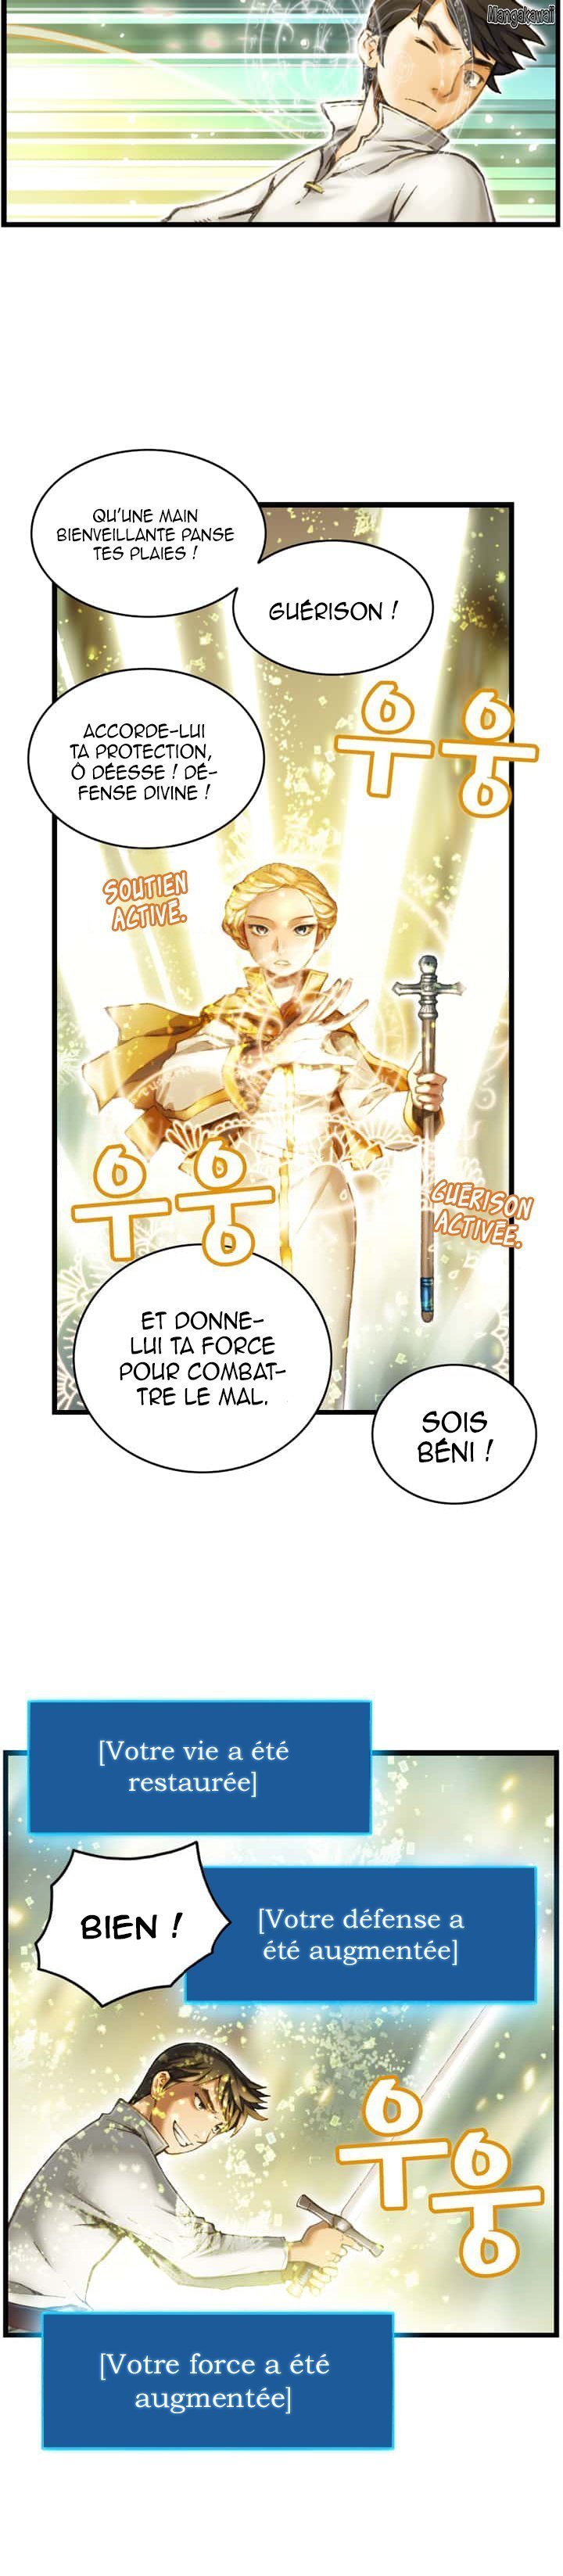 Mangakawaii
QU'UNE MAIN
BIENVEILLANTE PANSE
TES PLAIES !
GUÉRISON !
우웅
ACCORDE-LUI
TA PROTECTION,
Ô DÉESSE ! DÉ-
FENSE DIVINE !
SOUTIEN
ACTIVÉ.
우웅
GUÉRISON
ACTIVÉE.
ET DONNE-
LUI TA FORCE
POUR COMBAT-
TRE LE MAL.
SOIS
BÉNI !
[Votre vie a été
restaurée]
BIEN !
[Votre défense a
été augmentée]
우웅
[Votre force a été
augmentée]